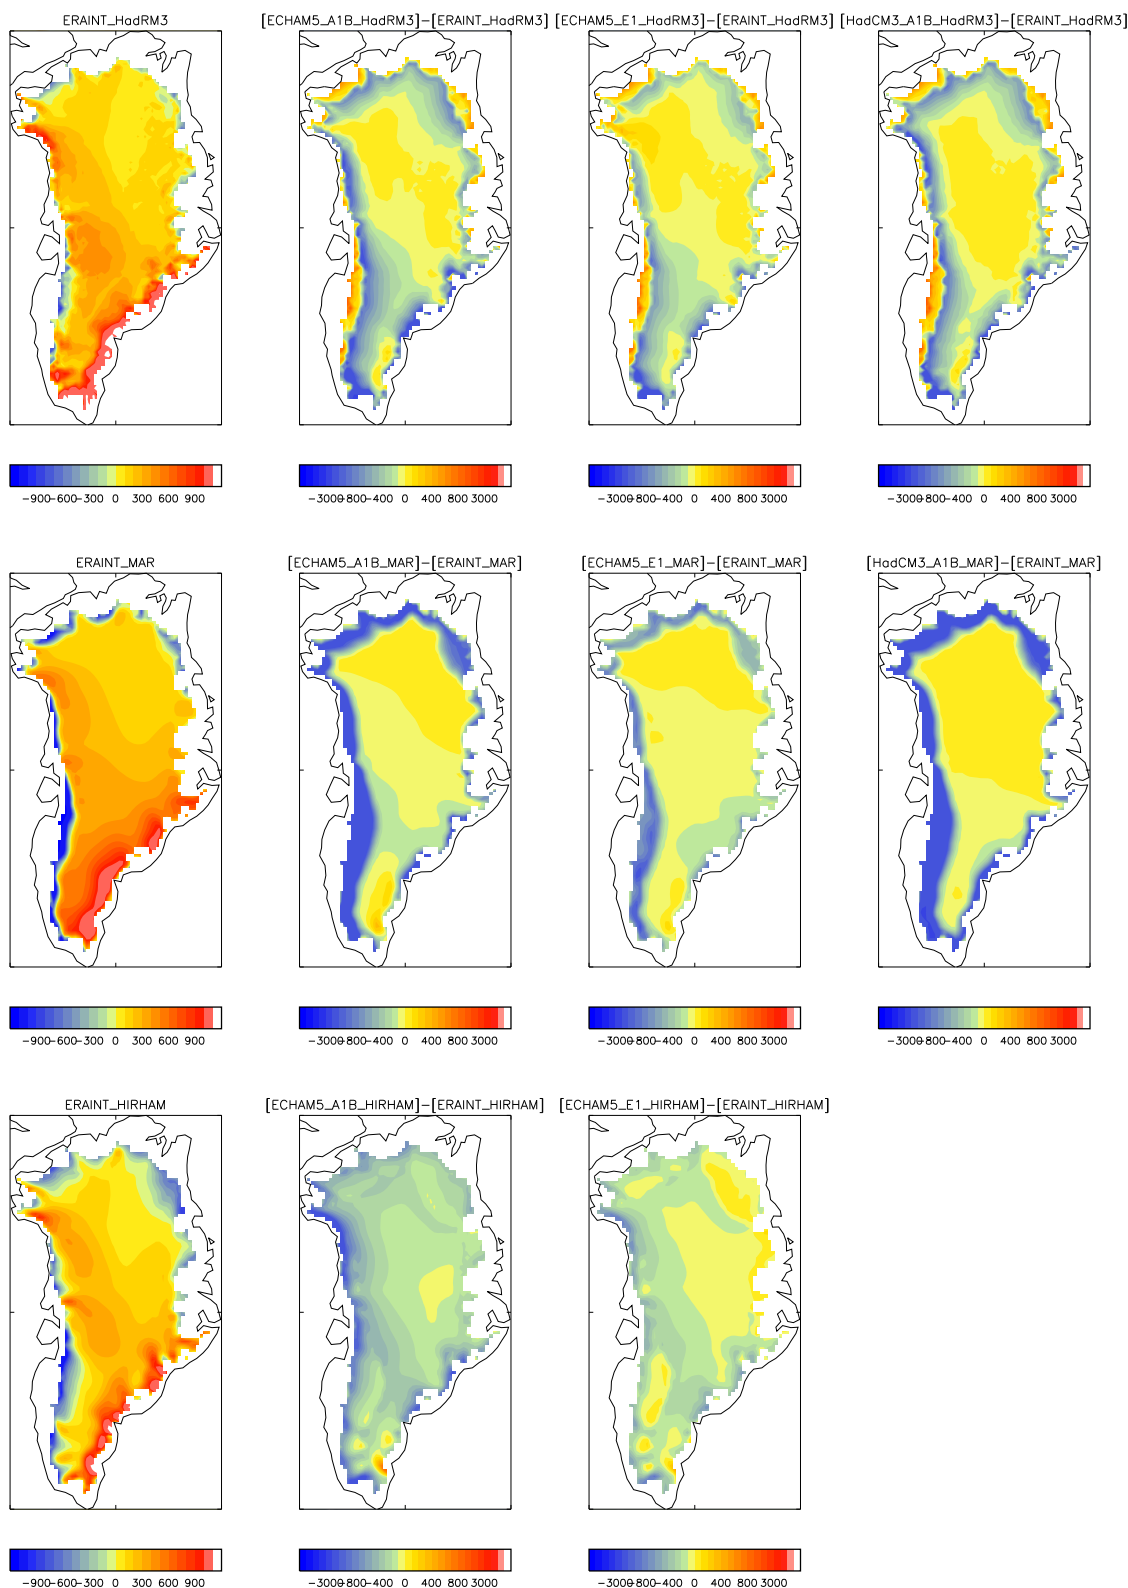 ERAINT_HadRM3 [ECHAM5_A1B_HadRM3]-[ERAINT_HadRM3] [ECHAM5_E1_HadRM3]-[ERAINT_HadRM3] [HadCM3_A1B_HadRM3]-[ERAINT_HadRM3]
-900-600-300 0 300 600 900 -3000-800-400 0 400 800 3000 -3000-800-400 0 400 800 3000 -3000-800-400 0 400 800 3000
ERAINT_MAR [ECHAM5_A1B_MAR]-[ERAINT_MAR] [ECHAM5_E1_MAR]-[ERAINT_MAR] [HadCM3_A1B_MAR]-[ERAINT_MAR]
-900-600-300 0 300 600 900 -3000-800-400 0 400 800 3000 -3000-800-400 0 400 800 3000 -3000-800-400 0 400 800 3000
ERAINT_HIRHAM [ECHAM5_A1B_HIRHAM]-[ERAINT_HIRHAM] [ECHAM5_E1_HIRHAM]-[ERAINT_HIRHAM]
-900-600-300 0 300 600 900 -3000-800-400 0 400 800 3000 -3000-800-400 0 400 800 3000